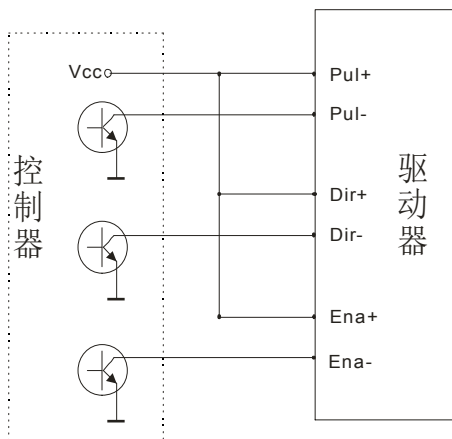 Vcc
Pul+
Pul-
控制器
驱动器
Dir+
Dir-
Ena+
Ena-